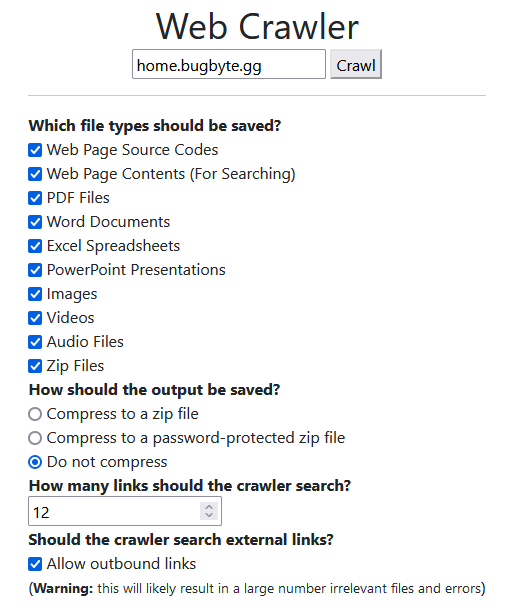 Web Crawler
home.bugbyte.gg Crawl
Which file types should be saved?
Web Page Source Codes
Web Page Contents (For Searching)
PDF Files
Word Documents
Excel Spreadsheets
PowerPoint Presentations
Images
Videos
Audio Files
Zip Files
How should the output be saved?
Compress to a zip file
Compress to a password-protected zip file
Do not compress
How many links should the crawler search?
12
Should the crawler search external links?
Allow outbound links
(Warning: this will likely result in a large number irrelevant files and errors)